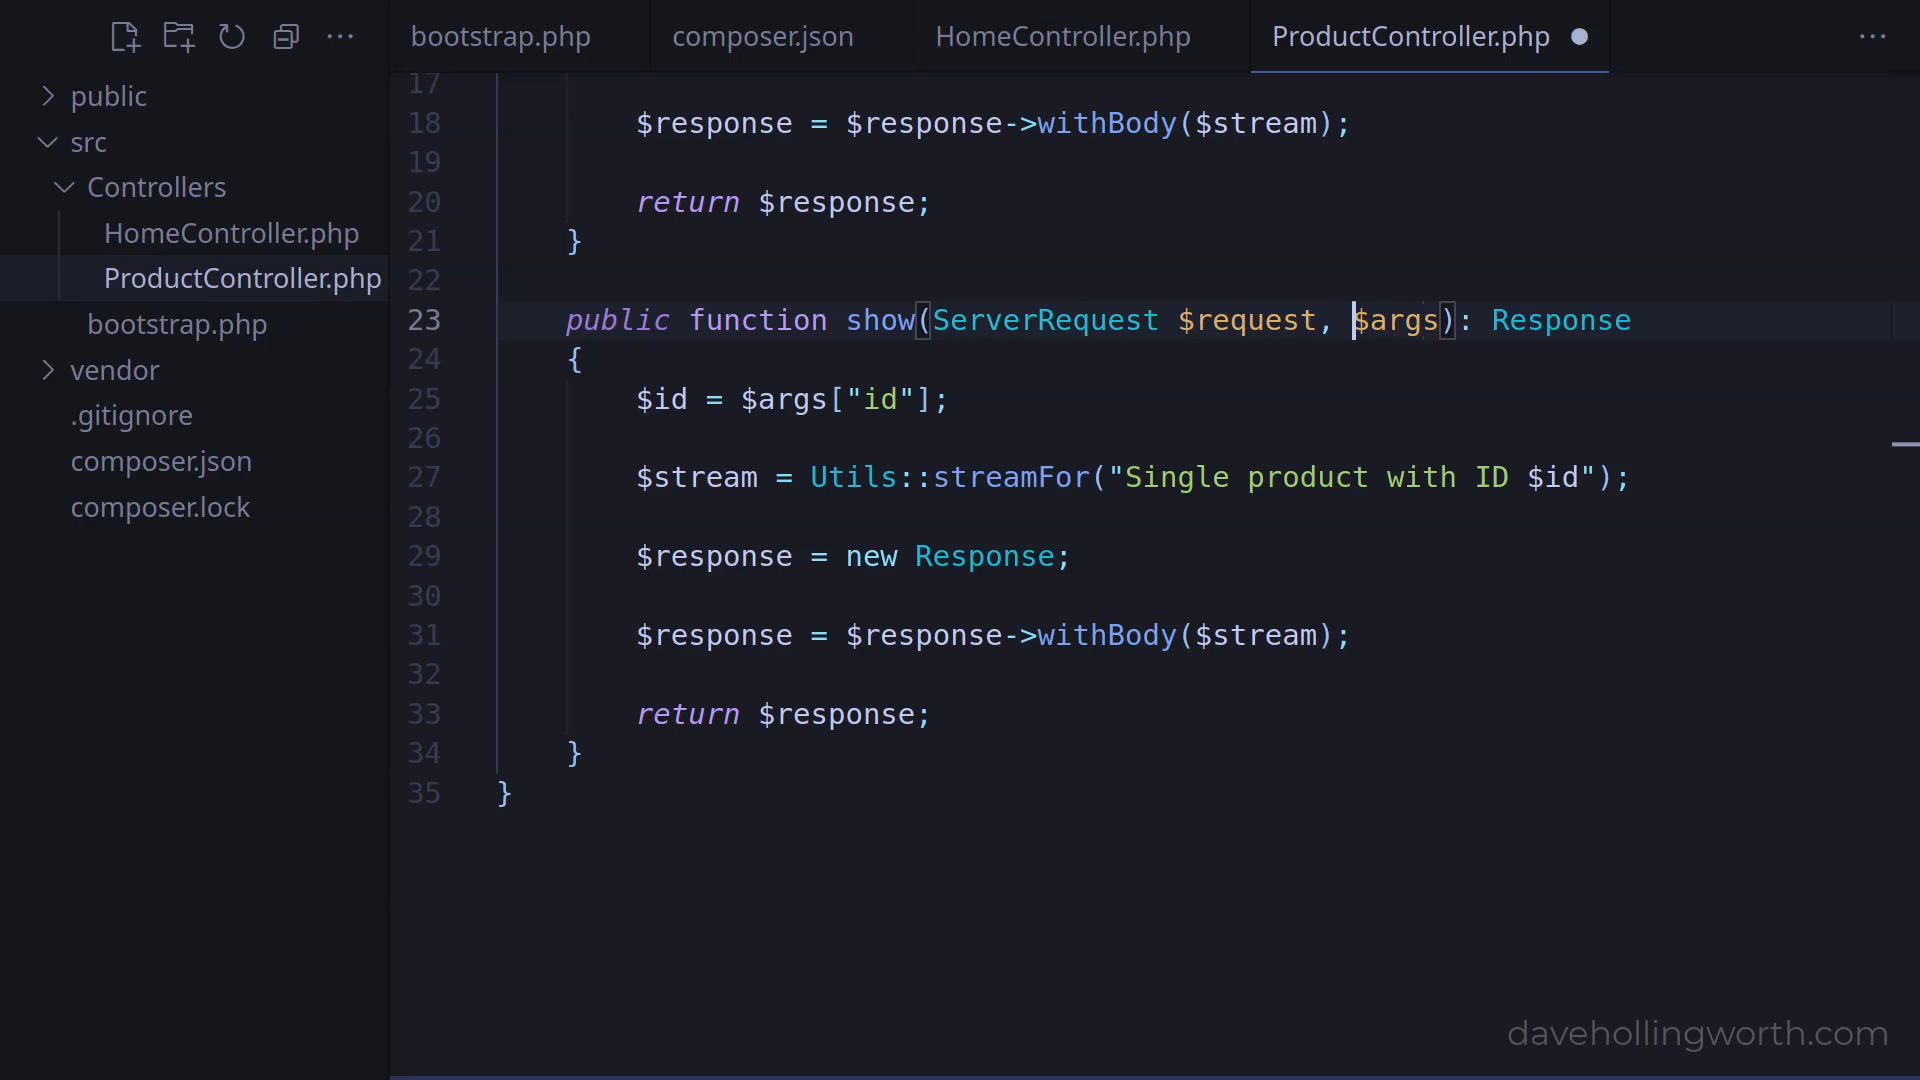 bootstrap.php
composer.json
HomeController.php
ProductController.php
public
src
Controllers
HomeController.php
ProductController.php
bootstrap.php
vendor
.gitignore
composer.json
composer.lock
17
18 $response = $response->withBody($stream);
19
20 return $response;
21 }
22
23 public function show(ServerRequest $request, $args): Response
24 {
25 $id = $args["id"];
26
27 $stream = Utils::streamFor("Single product with ID $id");
28
29 $response = new Response;
30
31 $response = $response->withBody($stream);
32
33 return $response;
34 }
35 }
davehollingworth.com